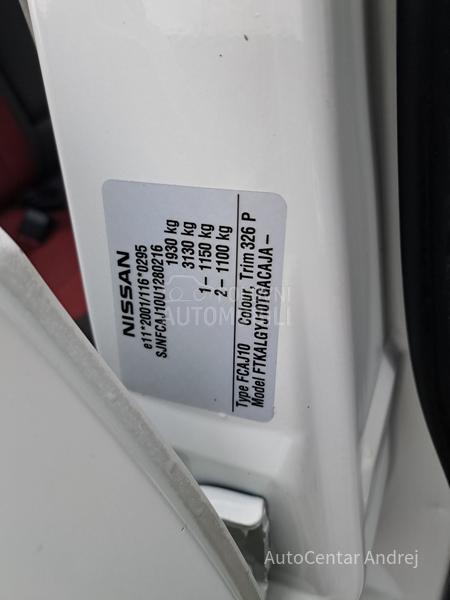 NISSAN
e11*2001/116*0295
SJNFCAJ10U1280216
1930 kg
3130 kg
1 – 1150 kg
2 – 1100 kg
Type FCAJ10 Colour, Trim 326 P
Model FTKALGYJ10TGACAJA –
AutoCentar Andrej